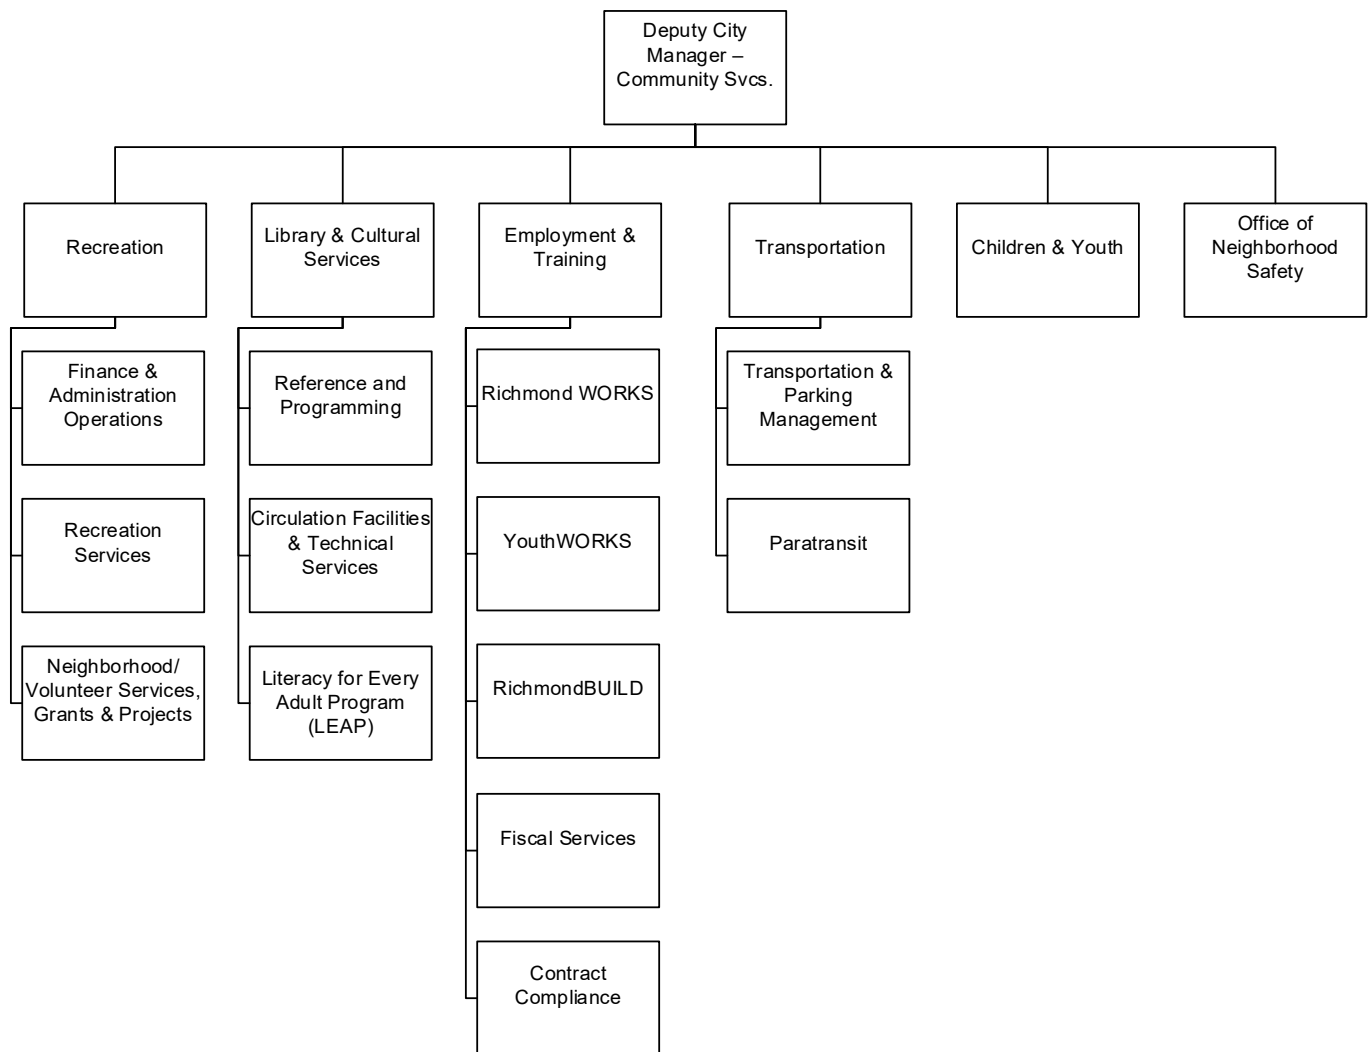 Deputy City
Manager –
Community Svcs.
Recreation
Library & Cultural
Services
Employment &
Training
Transportation
Children & Youth
Office of
Neighborhood
Safety
Finance &
Administration
Operations
Reference and
Programming
Richmond WORKS
Transportation &
Parking
Management
Recreation
Services
Circulation Facilities
& Technical
Services
YouthWORKS
Paratransit
Neighborhood/
Volunteer Services,
Grants & Projects
Literacy for Every
Adult Program
(LEAP)
RichmondBUILD
Fiscal Services
Contract
Compliance